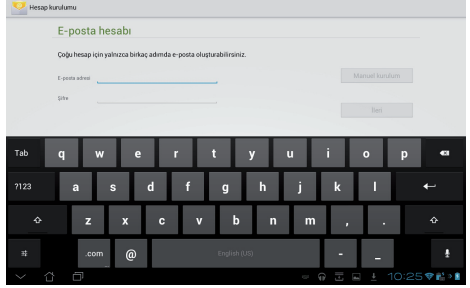 Hesap kurulumu
E-posta hesabı
Çoğu hesap için yalnızca birkaç adımda e-posta oluşturabilirsiniz.
E-posta adresi
Manuel kurulum
Şifre
İleri
Tab q w e r t y u i o p
?123 a s d f g h j k l
z x c v b n m , .
.com @ English (US) - _
10:25